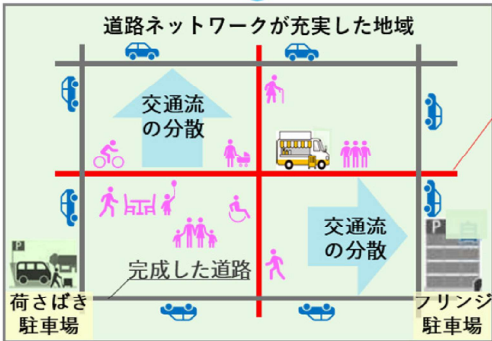 道路ネットワークが充実した地域
交通流
の分散
交通流
の分散
完成した道路
P
荷さばき
駐車場
P
フリンジ
駐車場